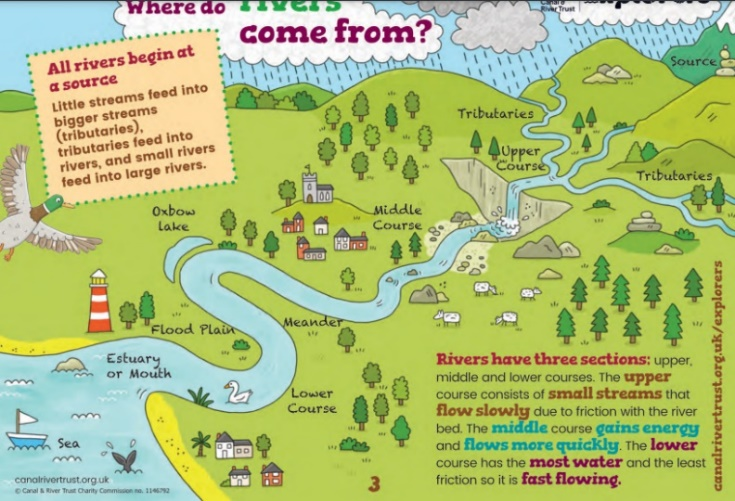 Where do rivers
come from?
Canal &
River Trust
All rivers begin at
a source
Little streams feed into
bigger streams
(tributaries),
tributaries feed into
rivers, and small rivers
feed into large rivers.
Source
Tributaries
Upper
Course
Tributaries
Oxbow
lake
Middle
Course
Flood Plain
Meander
Estuary
or Mouth
Lower
Course
Sea
Rivers have three sections: upper,
middle and lower courses. The upper
course consists of small streams that
flow slowly due to friction with the river
bed. The middle course gains energy
and flows more quickly. The lower
course has the most water and the least
friction so it is fast flowing.
canalrivertrust.org.uk/explorers
canalrivertrust.org.uk
© Canal & River Trust Charity Commission no. 1146792
3